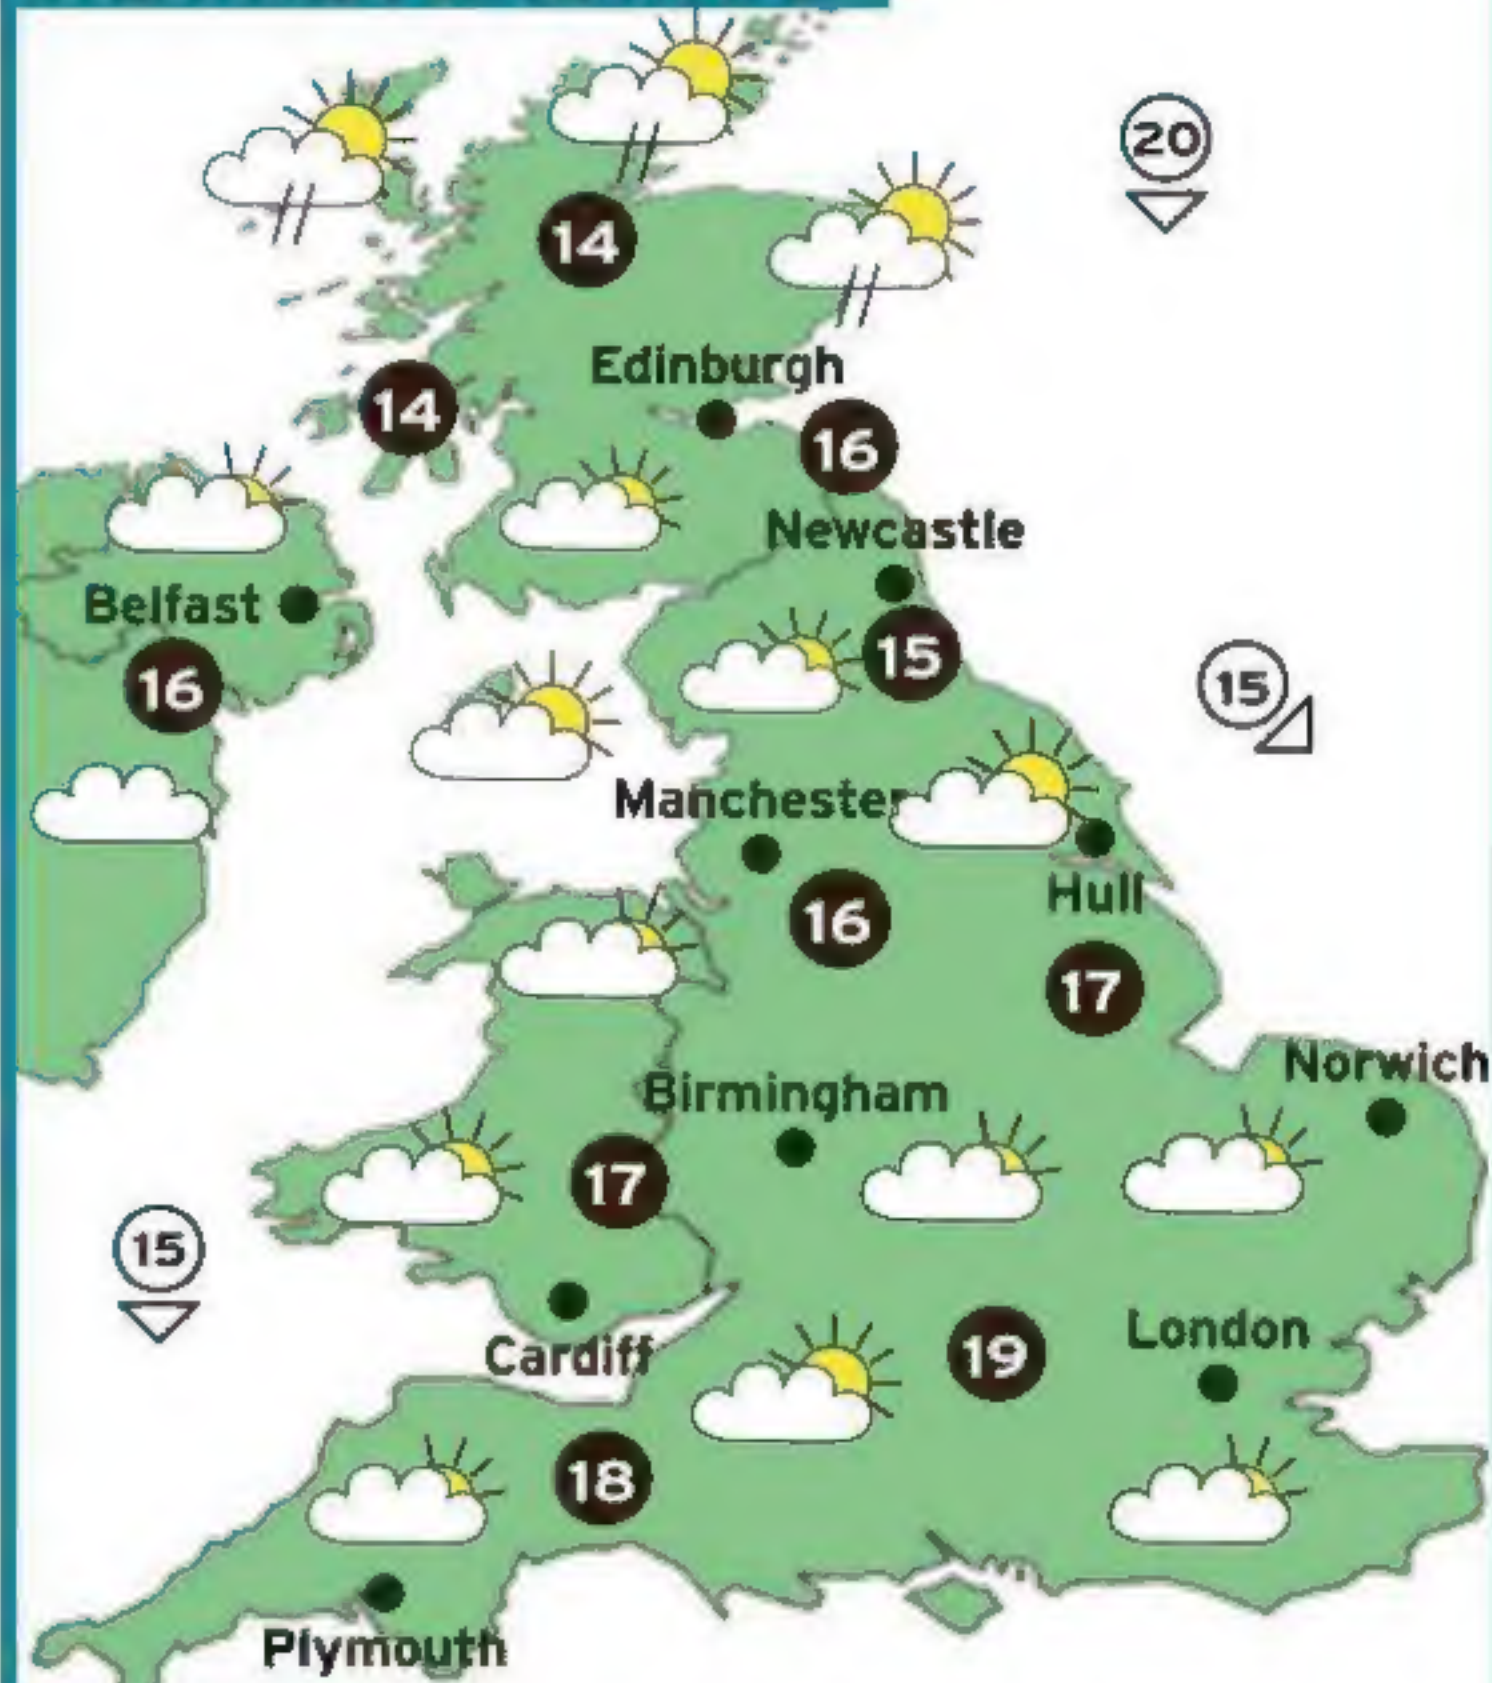 20
14
Edinburgh
14
16
Newcastle
Belfast
15
16
15
Manchester
Hull
16
17
Norwich
Birmingham
17
15
London
19
Cardiff
18
Plymouth